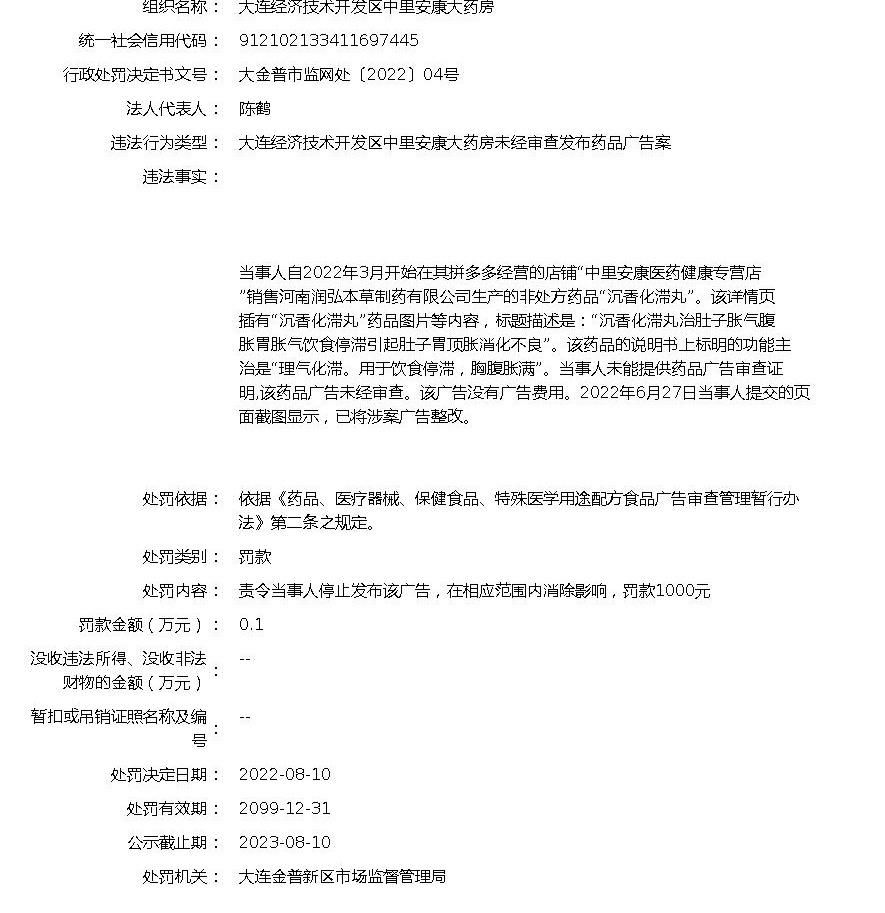 组织名称： 大连经济技术开发区中里安康大药房
统一社会信用代码： 912102133411697445
行政处罚决定书文号： 大金普市监网处〔2022〕04号
法人代表人： 陈鹤
违法行为类型： 大连经济技术开发区中里安康大药房未经审查发布药品广告案
违法事实：
当事人自2022年3月开始在其拼多多经营的店铺“中里安康医药健康专营店
”销售河南润弘本草制药有限公司生产的非处方药品“沉香化滞丸”。该详情页
插有“沉香化滞丸”药品图片等内容，标题描述是：“沉香化滞丸治肚子胀气腹
胀胃胀气饮食停滞引起肚子胃顶胀消化不良”。该药品的说明书上标明的功能主
治是“理气化滞。用于饮食停滞，胸腹胀满”。当事人未能提供药品广告审查证
明,该药品广告未经审查。该广告没有广告费用。2022年6月27日当事人提交的页
面截图显示，已将涉案广告整改。
处罚依据： 依据《药品、医疗器械、保健食品、特殊医学用途配方食品广告审查管理暂行办
法》第二条之规定。
处罚类别： 罚款
处罚内容： 责令当事人停止发布该广告，在相应范围内消除影响，罚款1000元
罚款金额（万元）： 0.1
没收违法所得、没收非法
财物的金额（万元）： --
暂扣或吊销证照名称及编
号： --
处罚决定日期： 2022-08-10
处罚有效期： 2099-12-31
公示截止期： 2023-08-10
处罚机关： 大连金普新区市场监督管理局